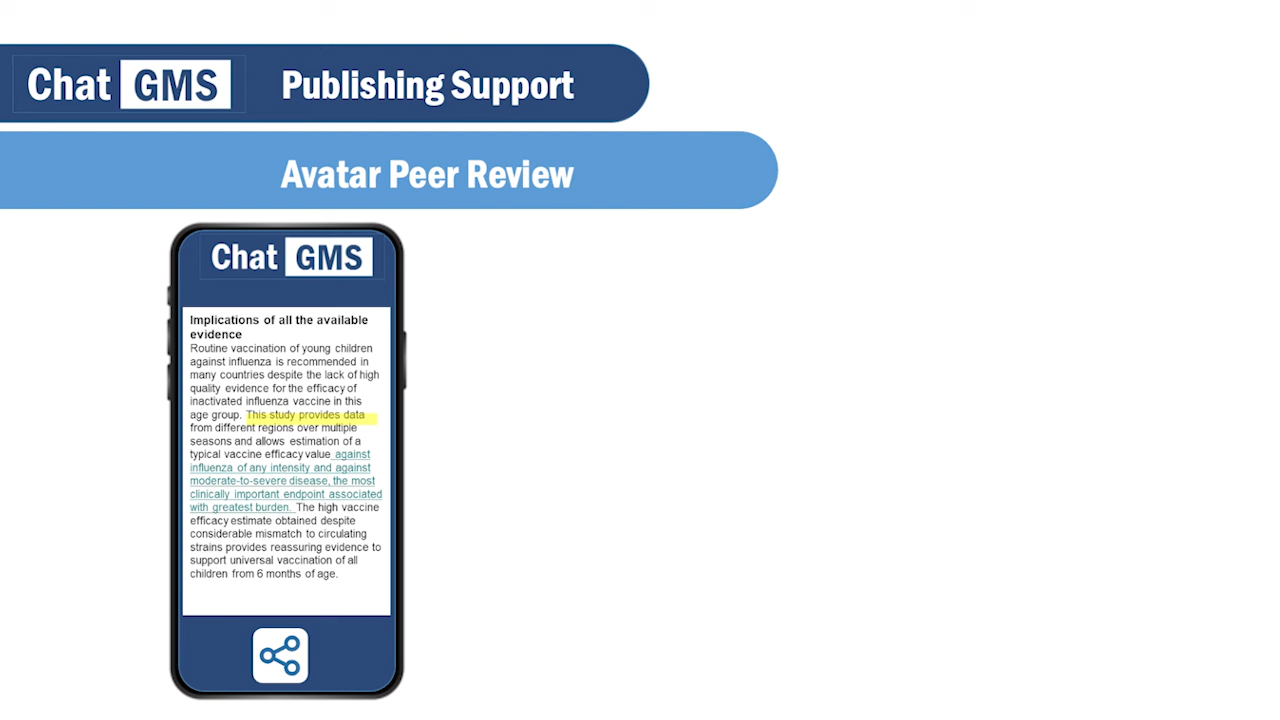 Chat GMS Publishing Support
Avatar Peer Review
Chat GMS
Implications of all the available
evidence
Routine vaccination of young children
against influenza is recommended in
many countries despite the lack of high
quality evidence for the efficacy of
inactivated influenza vaccine in this
age group. This study provides data
from different regions over multiple
seasons and allows estimation of a
typical vaccine efficacy value against
influenza of any intensity and against
moderate-to-severe disease, the most
clinically important endpoint associated
with greatest burden. The high vaccine
efficacy estimate obtained despite
considerable mismatch to circulating
strains provides reassuring evidence to
support universal vaccination of all
children from 6 months of age.